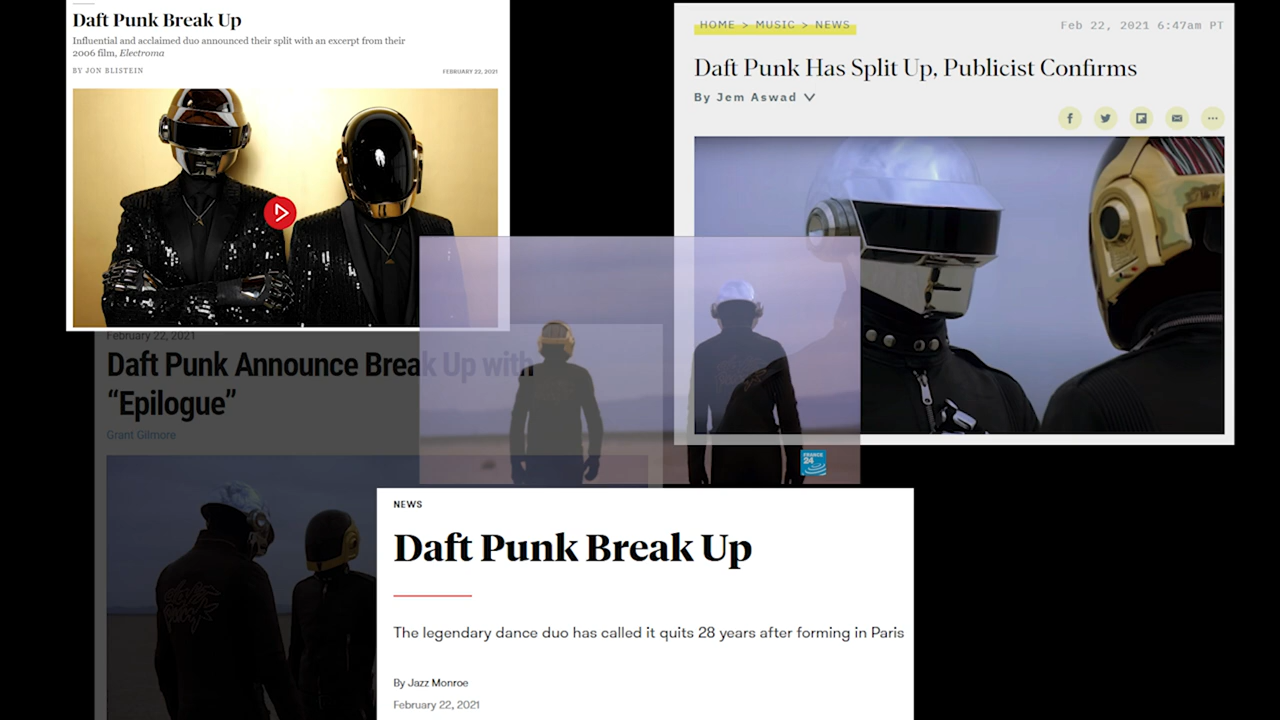 Daft Punk Break Up
Influential and acclaimed duo announced their split with an excerpt from their
2006 film, Electroma
BY JON BLISTEIN
FEBRUARY 22, 2021
HOME > MUSIC > NEWS
Feb 22, 2021 6:47am PT
Daft Punk Has Split Up, Publicist Confirms
By Jem Aswad
February 22, 2021
Daft Punk Announce Break Up with
“Epilogue”
Grant Gilmore
FRANCE
24
NEWS
Daft Punk Break Up
The legendary dance duo has called it quits 28 years after forming in Paris
By Jazz Monroe
February 22, 2021